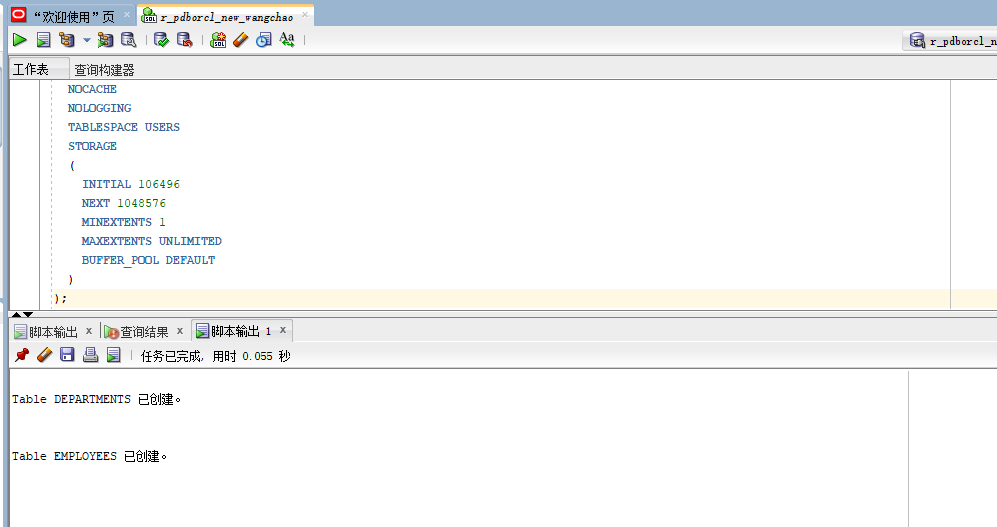 “欢迎使用”页
r_pdborcl_new_wangchao
SQL
SQL
Aa
r_pdborcl_n
工作表
查询构建器
NOCACHE
NOLOGGING
TABLESPACE USERS
STORAGE
(
INITIAL 106496
NEXT 1048576
MINEXTENTS 1
MAXEXTENTS UNLIMITED
BUFFER_POOL DEFAULT
)
);
脚本输出
查询结果
脚本输出 1
任务已完成, 用时 0.055 秒
Table DEPARTMENTS 已创建。
Table EMPLOYEES 已创建。